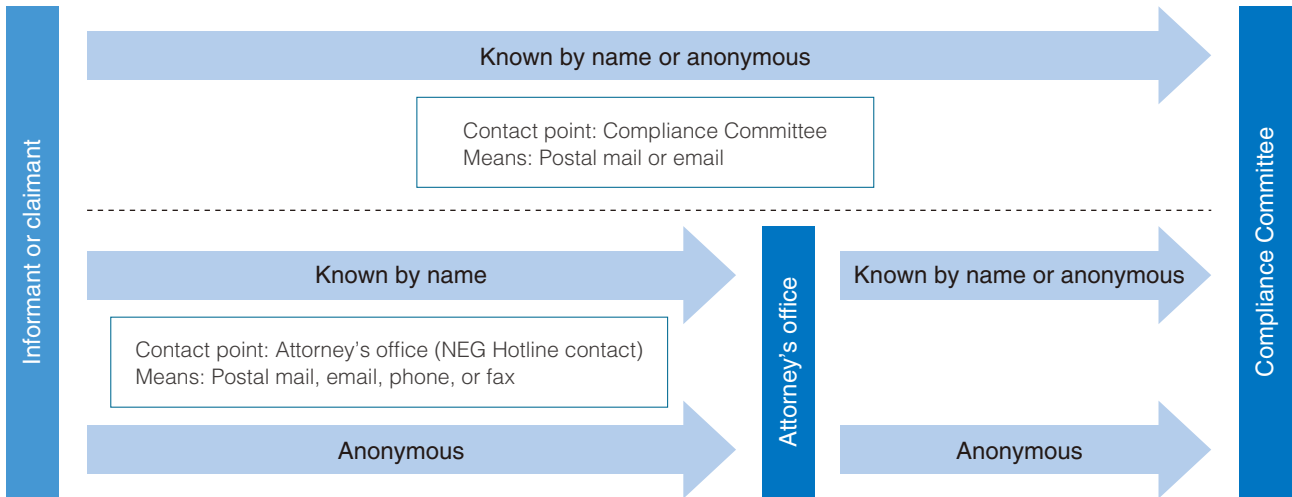 Informant or claimant
Known by name or anonymous
Contact point: Compliance Committee
Means: Postal mail or email
Known by name
Contact point: Attorney's office (NEG Hotline contact)
Means: Postal mail, email, phone, or fax
Anonymous
Attorney's office
Known by name or anonymous
Anonymous
Compliance Committee